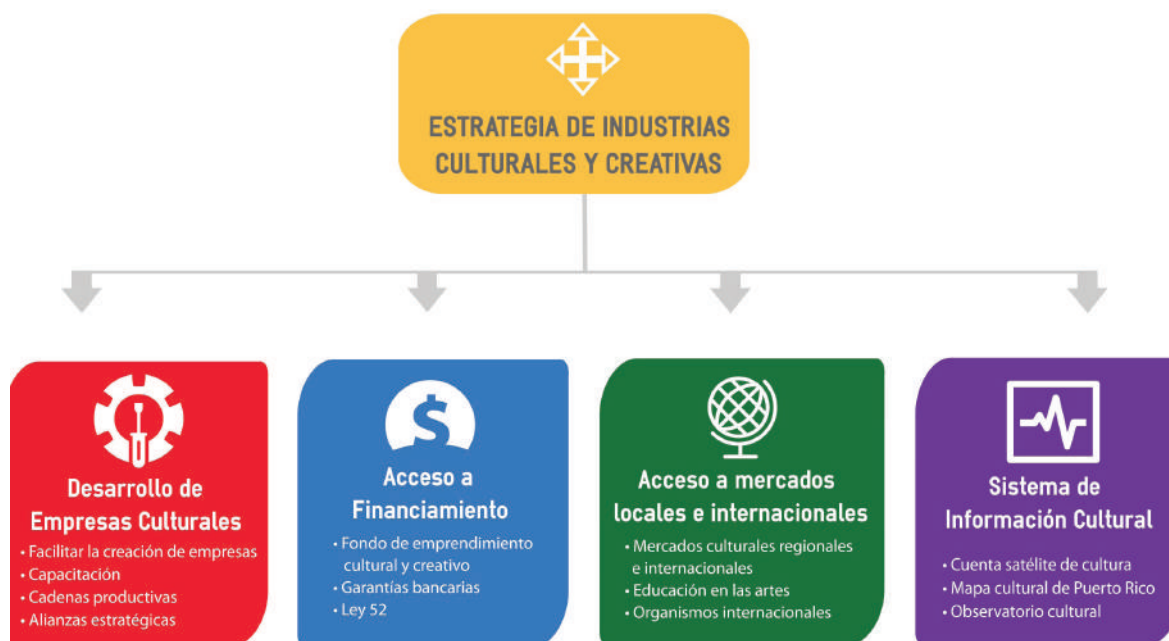 ESTRATEGIA DE INDUSTRIAS
CULTURALES Y CREATIVAS
Desarrollo de
Empresas Culturales
• Facilitar la creación de empresas
• Capacitación
• Cadenas productivas
• Alianzas estratégicas
$
Acceso a
Financiamiento
• Fondo de emprendimiento
cultural y creativo
• Garantías bancarias
• Ley 52
Acceso a mercados
locales e internacionales
• Mercados culturales regionales
e internacionales
• Educación en las artes
• Organismos internacionales
Sistema de
Información Cultural
• Cuenta satélite de cultura
• Mapa cultural de Puerto Rico
• Observatorio cultural